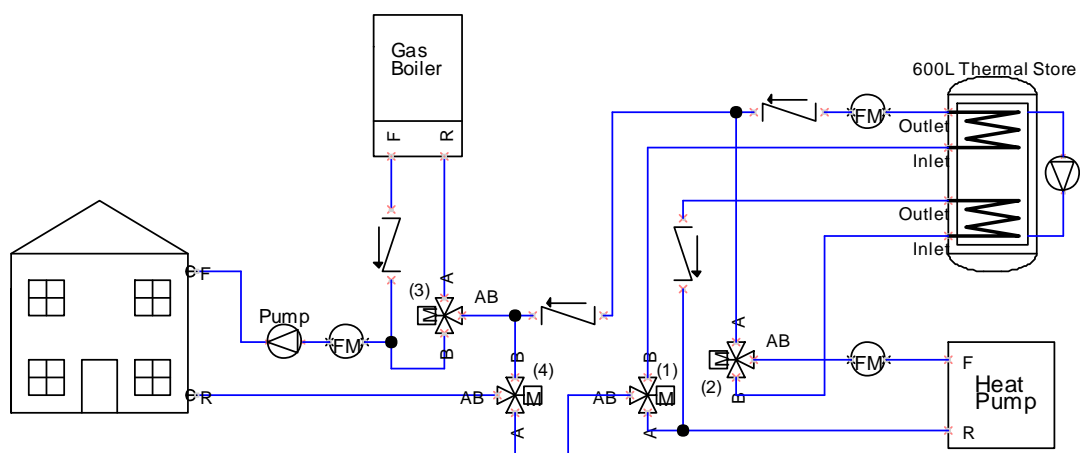 Gas
Boiler
F
R
600L Thermal Store
FM
Outlet
Inlet
Outlet
Inlet
F
Pump
FM
(3)
M
A
AB
B
B
(4)
AB
M
A
R
B
(1)
AB
M
A
A
AB
M
(2)
B
FM
F
Heat
Pump
R